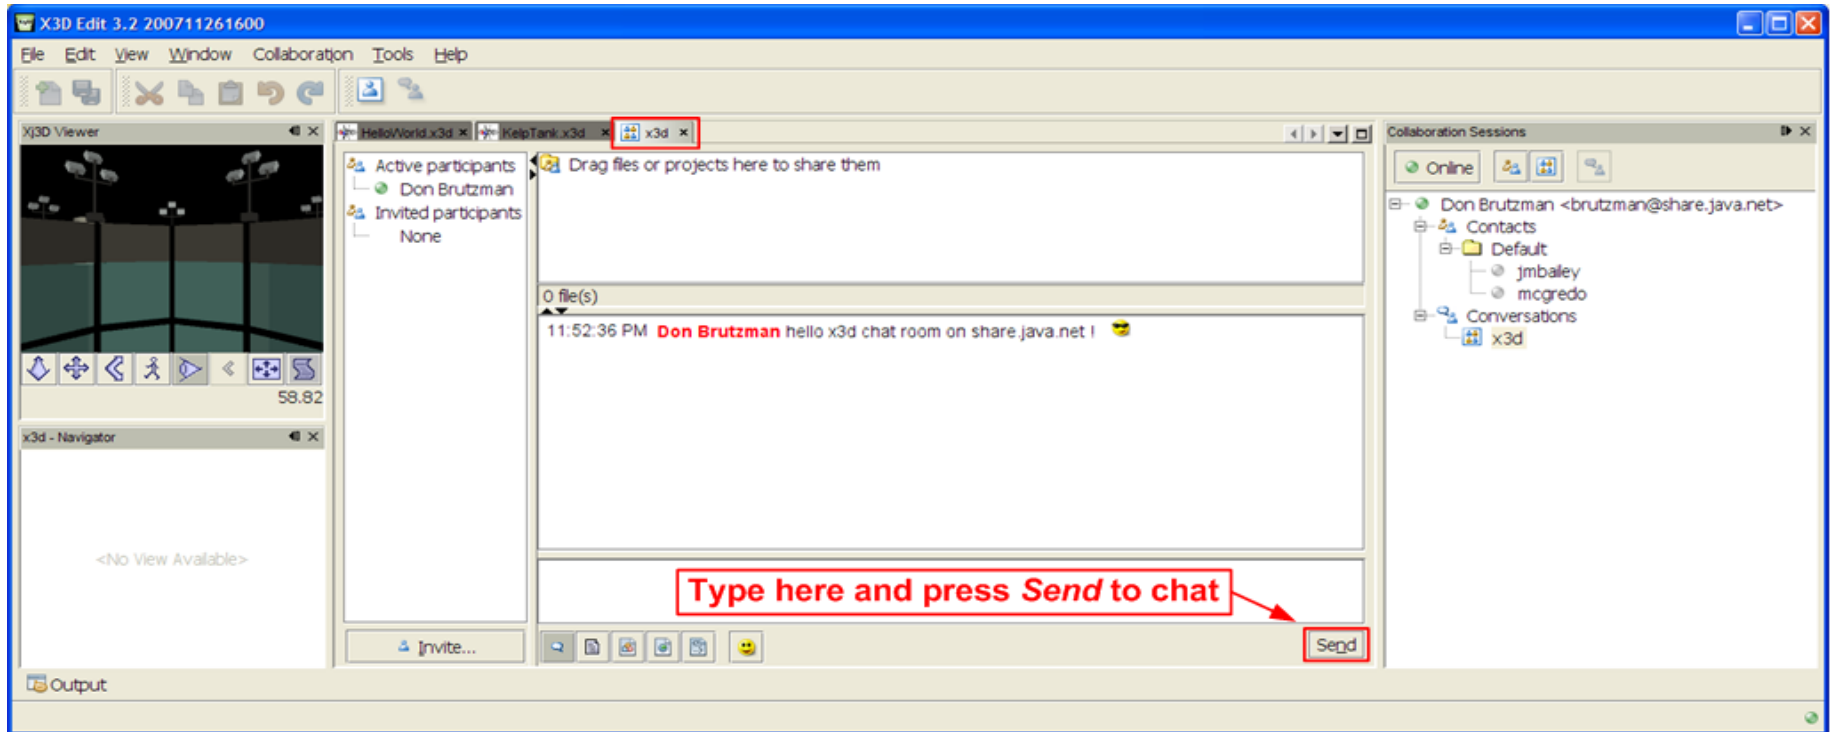 X3D Edit 3.2 200711261600
File Edit View Window Collaboration Tools Help
Xj3D Viewer
58.82
x3d - Navigator
<No View Available>
HelloWorld.x3d KelpTank.x3d x3d
Active participants
Don Brutzman
Invited participants
None
Invite...
Drag files or projects here to share them
0 file(s)
11:52:36 PM Don Brutzman hello x3d chat room on share.java.net !
Type here and press Send to chat
Send
Collaboration Sessions
Online
Don Brutzman <brutzman@share.java.net>
Contacts
Default
jmbailey
mcgredo
Conversations
x3d
Output